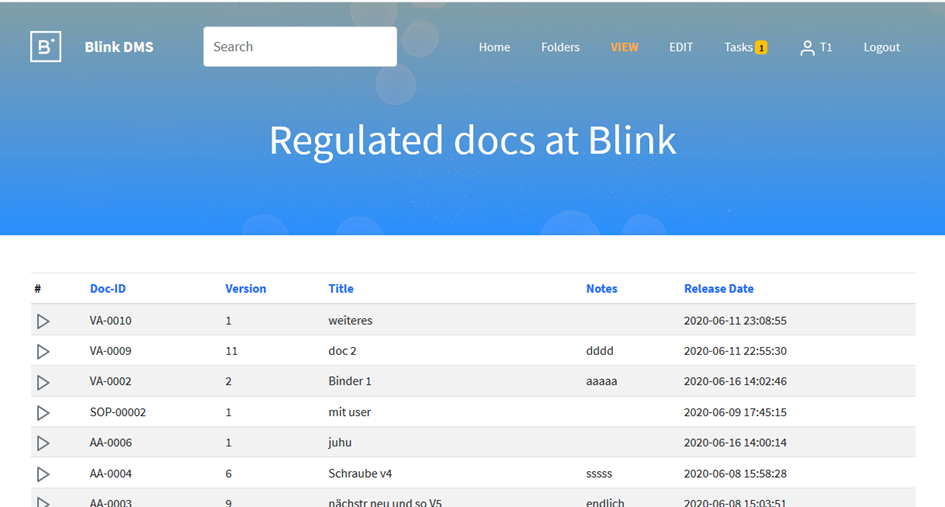 B+ Blink DMS Search Home Folders VIEW EDIT Tasks 1 T1 Logout
Regulated docs at Blink
# Doc-ID Version Title Notes Release Date
VA-0010 1 weiteres 2020-06-11 23:08:55
VA-0009 11 doc 2 dddd 2020-06-11 22:55:30
VA-0002 2 Binder 1 aaaaa 2020-06-16 14:02:46
SOP-00002 1 mit user 2020-06-09 17:45:15
AA-0006 1 juhu 2020-06-16 14:00:14
AA-0004 6 Schraube v4 sssss 2020-06-08 15:58:28
AA-0003 9 nächstr neu und so V5 endlich 2020-06-08 15:03:51